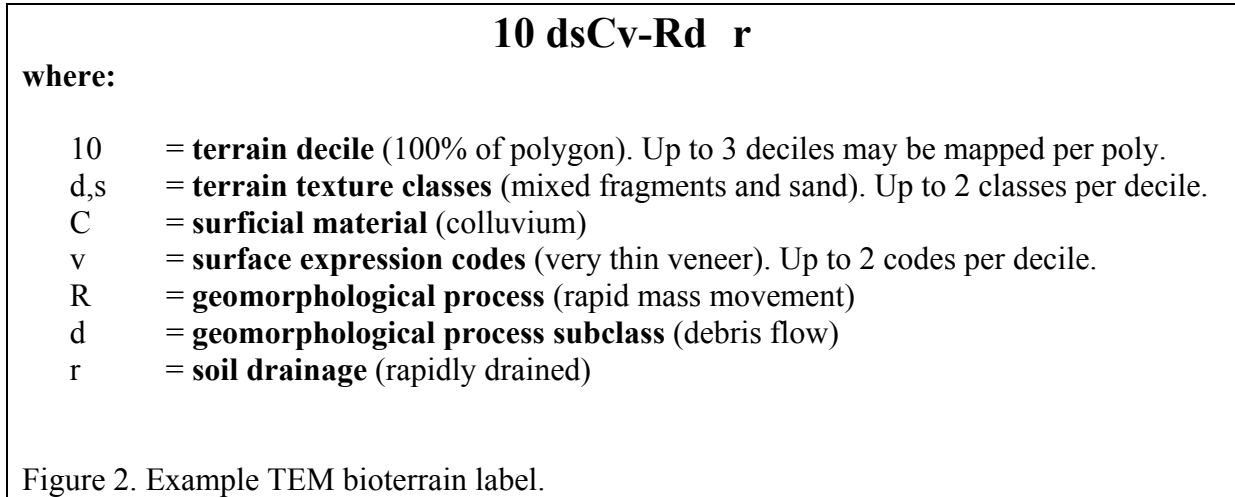 10 dsCv-Rd r
where:
10 = terrain decile (100% of polygon). Up to 3 deciles may be mapped per poly.
d,s = terrain texture classes (mixed fragments and sand). Up to 2 classes per decile.
C = surficial material (colluvium)
v = surface expression codes (very thin veneer). Up to 2 codes per decile.
R = geomorphological process (rapid mass movement)
d = geomorphological process subclass (debris flow)
r = soil drainage (rapidly drained)
Figure 2. Example TEM bioterrain label.